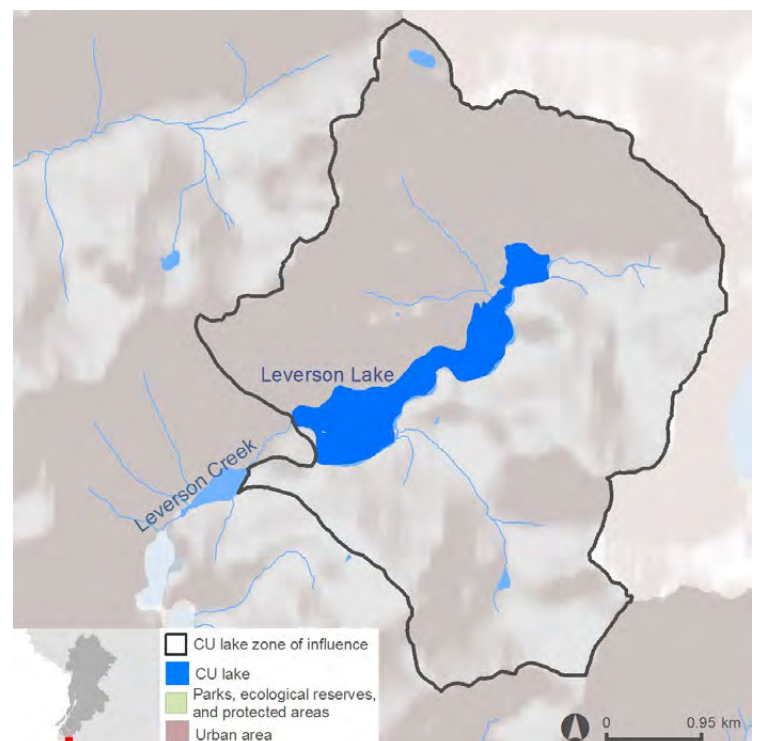 Leverson Lake
Leverson Creek
CU lake zone of influence
CU lake
Parks, ecological reserves,
and protected areas
Urban area
0 0.95 km